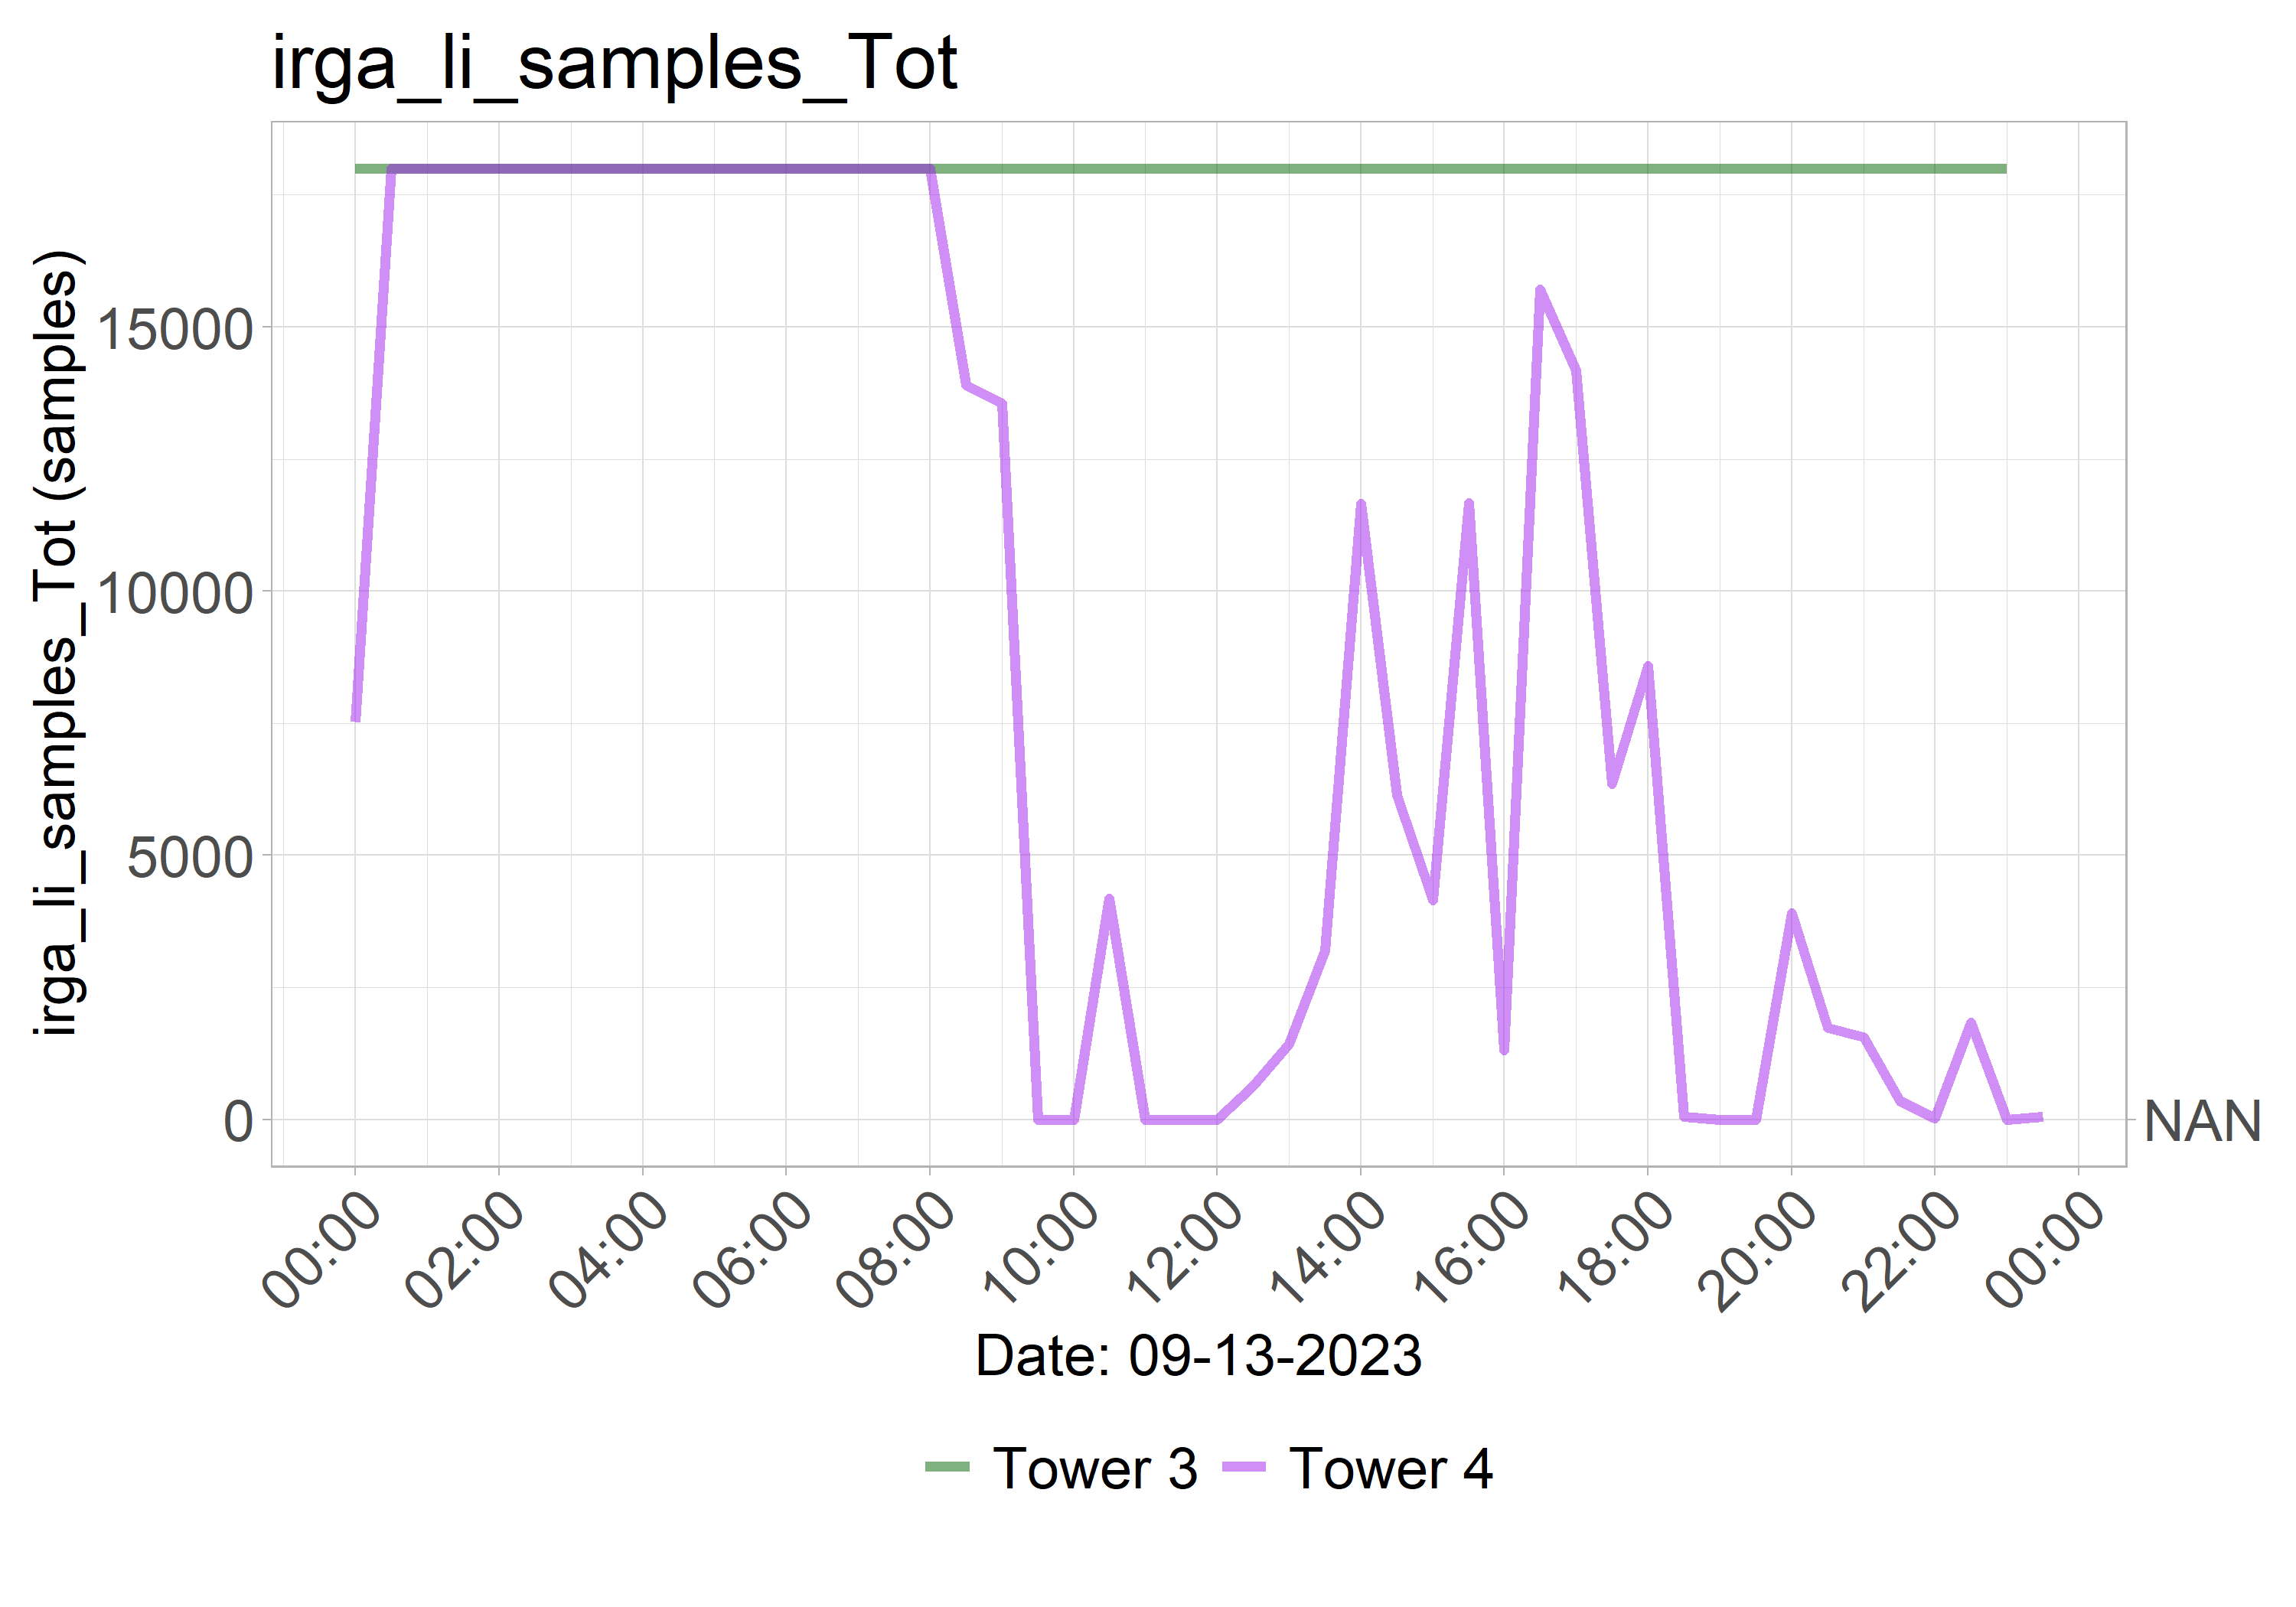 irga_li_samples_Tot
irga_li_samples_Tot (samples)
15000
10000
5000
0
NAN
00:00
02:00
04:00
06:00
08:00
10:00
12:00
14:00
16:00
18:00
20:00
22:00
00:00
Date: 09-13-2023
Tower 3
Tower 4